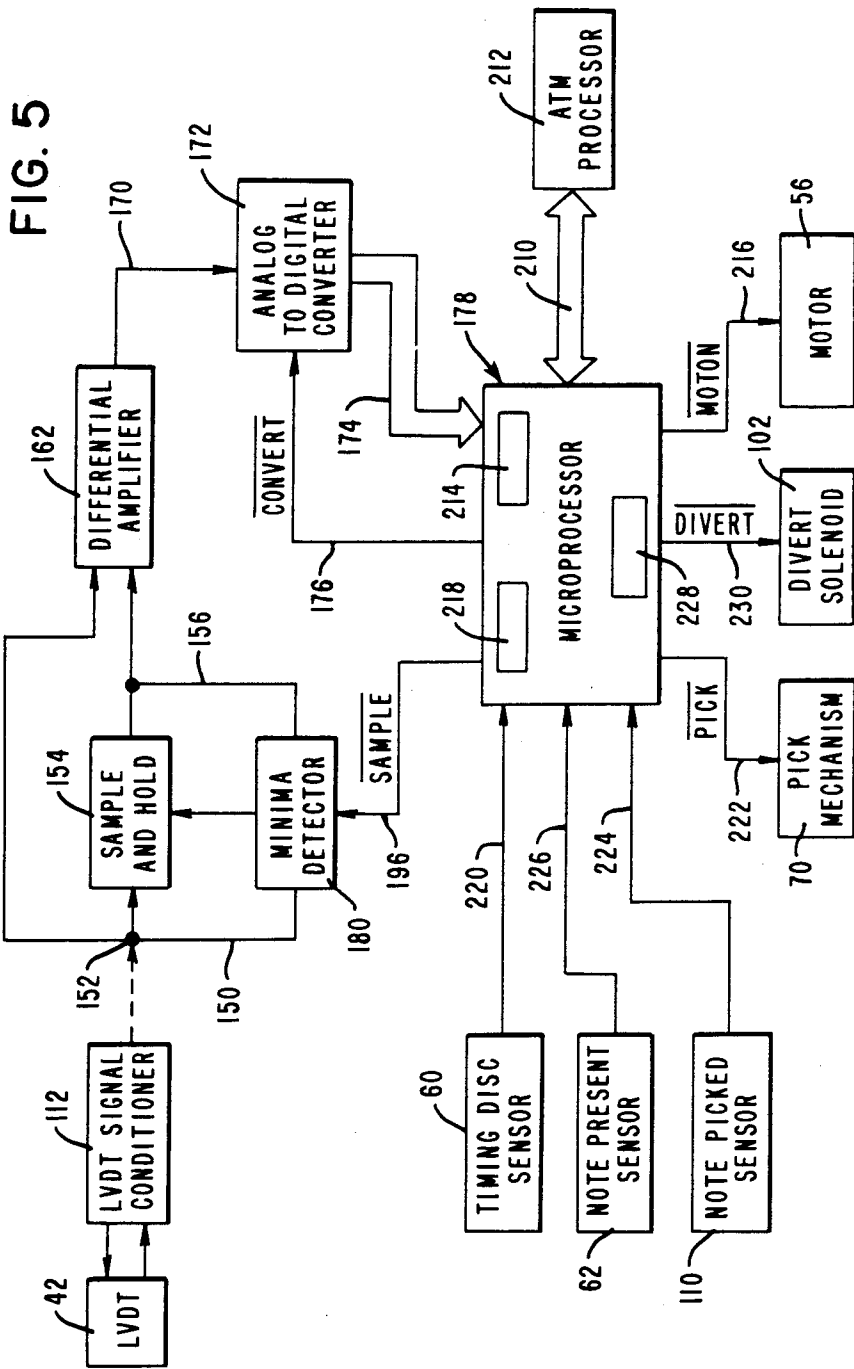 FIG. 5
42
LVDT
112
LVDT SIGNAL
CONDITIONER
152
150
154
SAMPLE
AND HOLD
156
MINIMA
DETECTOR
180
162
DIFFERENTIAL
AMPLIFIER
170
172
ANALOG
TO DIGITAL
CONVERTER
174
CONVERT
176
SAMPLE
196
178
218
214
MICROPROCESSOR
228
210
212
ATM
PROCESSOR
60
TIMING DISC
SENSOR
220
62
NOTE PRESENT
SENSOR
226
110
NOTE PICKED
SENSOR
224
PICK
222
70
PICK
MECHANISM
DIVERT
230
102
DIVERT
SOLENOID
MOTON
216
56
MOTOR